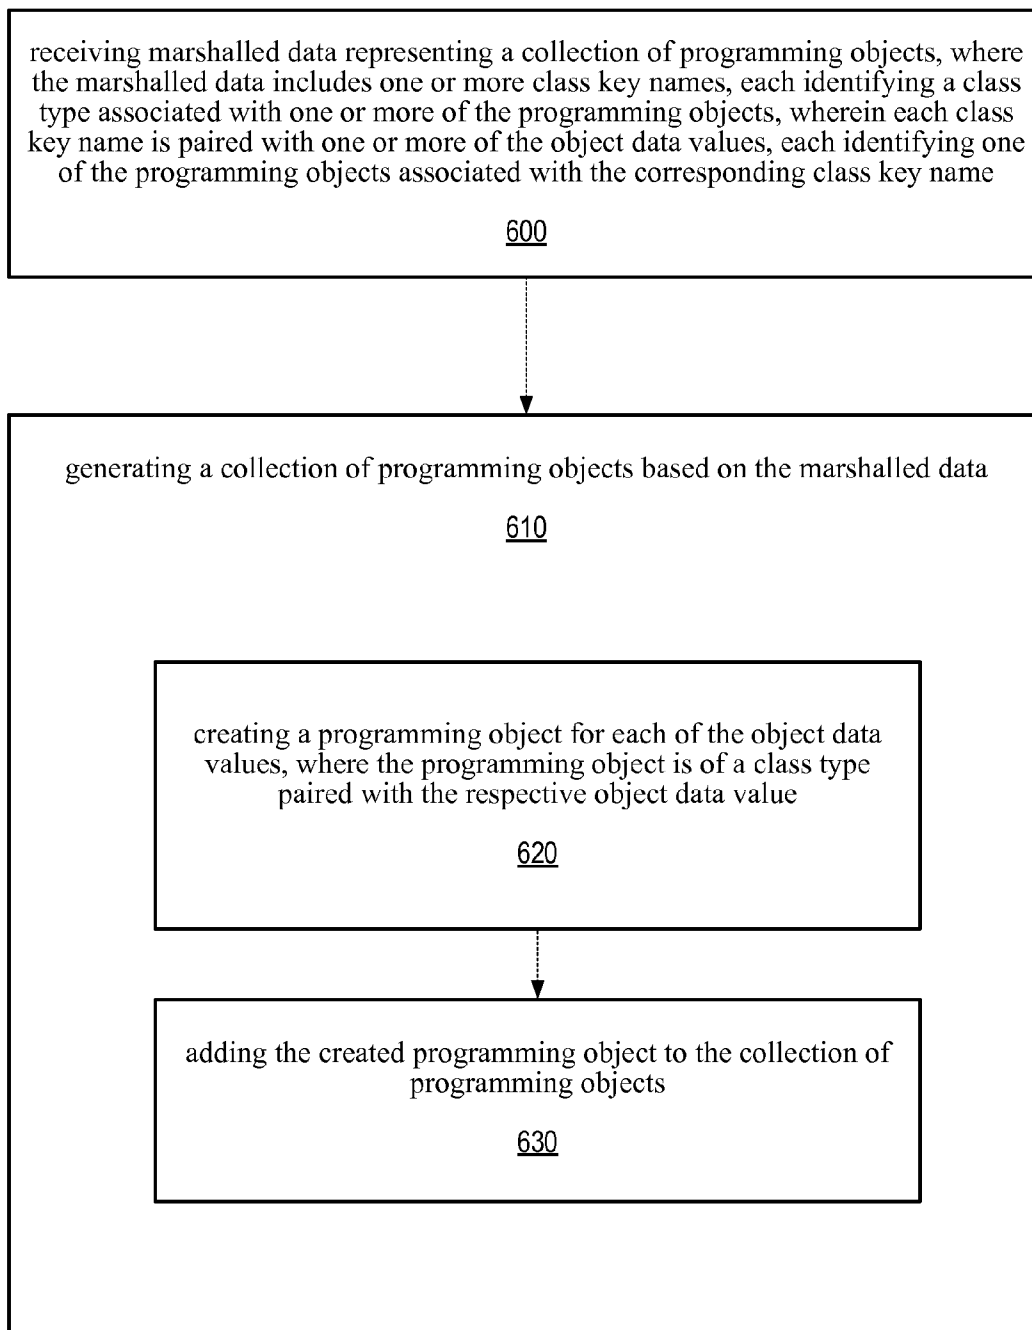 receiving marshalled data representing a collection of programming objects, where
the marshalled data includes one or more class key names, each identifying a class
type associated with one or more of the programming objects, wherein each class
key name is paired with one or more of the object data values, each identifying one
of the programming objects associated with the corresponding class key name
600
generating a collection of programming objects based on the marshalled data
610
creating a programming object for each of the object data
values, where the programming object is of a class type
paired with the respective object data value
620
adding the created programming object to the collection of
programming objects
630